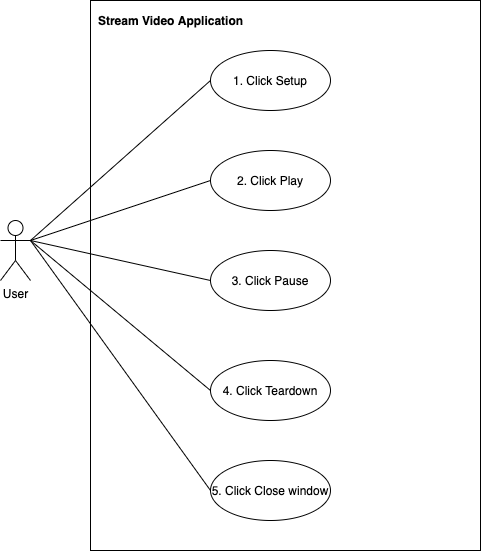 Stream Video Application
1. Click Setup
2. Click Play
3. Click Pause
User
4. Click Teardown
5. Click Close window